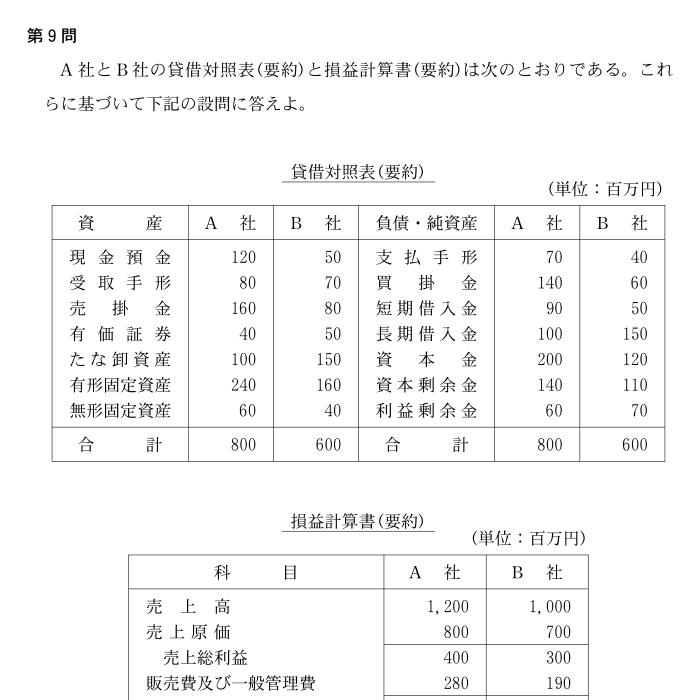 第9問
A社とB社の貸借対照表(要約)と損益計算書(要約)は次のとおりである。これ
らに基づいて下記の設問に答えよ。
貸借対照表(要約)
(単位：百万円)
資 産 A 社 B 社 負債・純資産 A 社 B 社
現金預金 120 50 支払手形 70 40
受取手形 80 70 買掛金 140 60
売掛金 160 80 短期借入金 90 50
有価証券 40 50 長期借入金 100 150
たな卸資産 100 150 資本金 200 120
有形固定資産 240 160 資本剰余金 140 110
無形固定資産 60 40 利益剰余金 60 70
合 計 800 600 合 計 800 600
損益計算書(要約)
(単位：百万円)
科 目 A 社 B 社
売上高 1,200 1,000
売上原価 800 700
売上総利益 400 300
販売費及び一般管理費 280 190